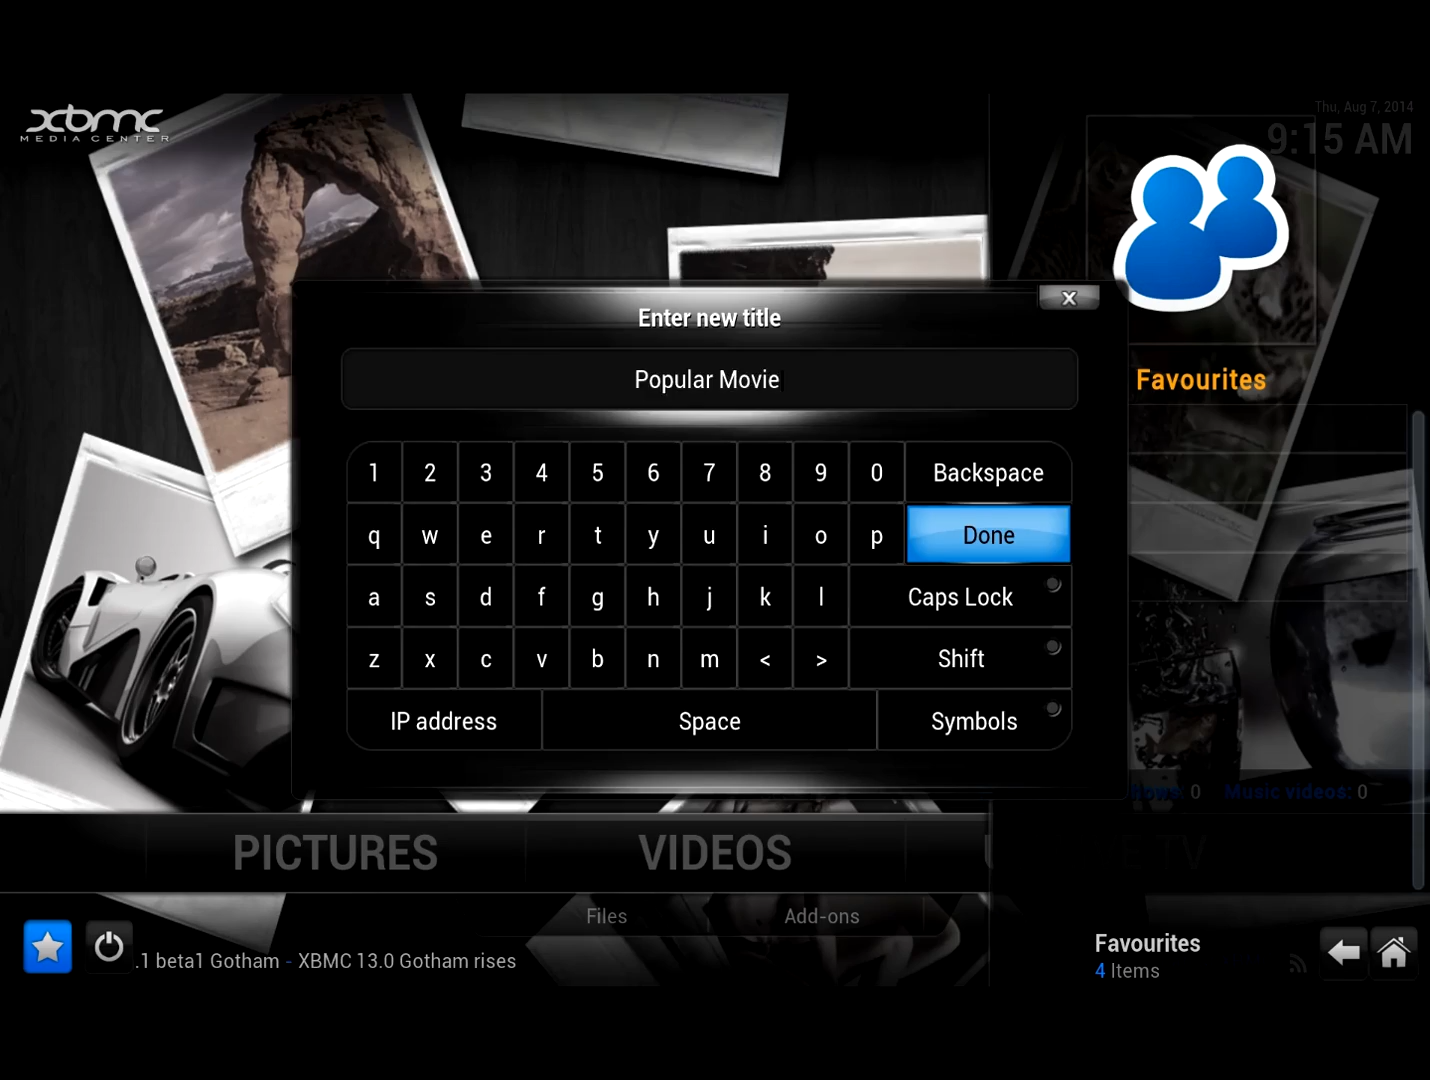 xbmc
MEDIA CENTER
Thu, Aug 7, 2014
9:15 AM
Enter new title
x
Popular Movie
Favourites
1 2 3 4 5 6 7 8 9 0 Backspace
q w e r t y u i o p Done
a s d f g h j k l Caps Lock
z x c v b n m < > Shift
IP address Space Symbols
0 Music videos: 0
PICTURES VIDEOS TV
Files Add-ons
.1 beta1 Gotham - XBMC 13.0 Gotham rises
Favourites
4 Items